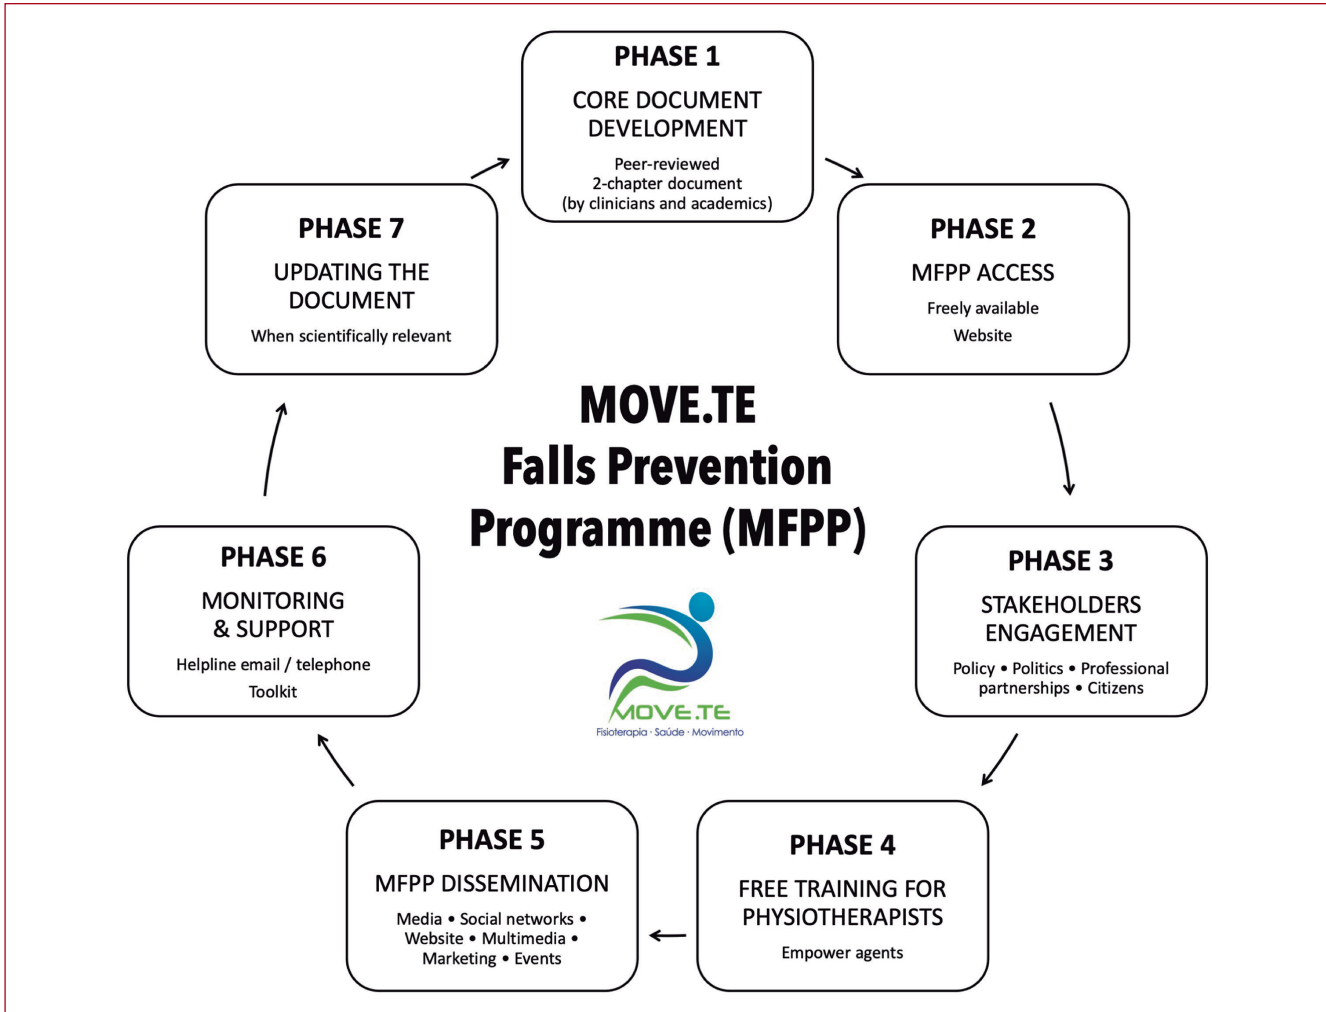 PHASE 1
CORE DOCUMENT
DEVELOPMENT
Peer-reviewed
2-chapter document
(by clinicians and academics)
PHASE 2
MFPP ACCESS
Freely available
Website
PHASE 3
STAKEHOLDERS
ENGAGEMENT
Policy • Politics • Professional
partnerships • Citizens
PHASE 4
FREE TRAINING FOR
PHYSIOTHERAPISTS
Empower agents
PHASE 5
MFPP DISSEMINATION
Media • Social networks •
Website • Multimedia •
Marketing • Events
PHASE 6
MONITORING
& SUPPORT
Helpline email / telephone
Toolkit
PHASE 7
UPDATING THE
DOCUMENT
When scientifically relevant
MOVE.TE
Falls Prevention
Programme (MFPP)
MOVE.TE
Fisioterapia · Saúde · Movimento